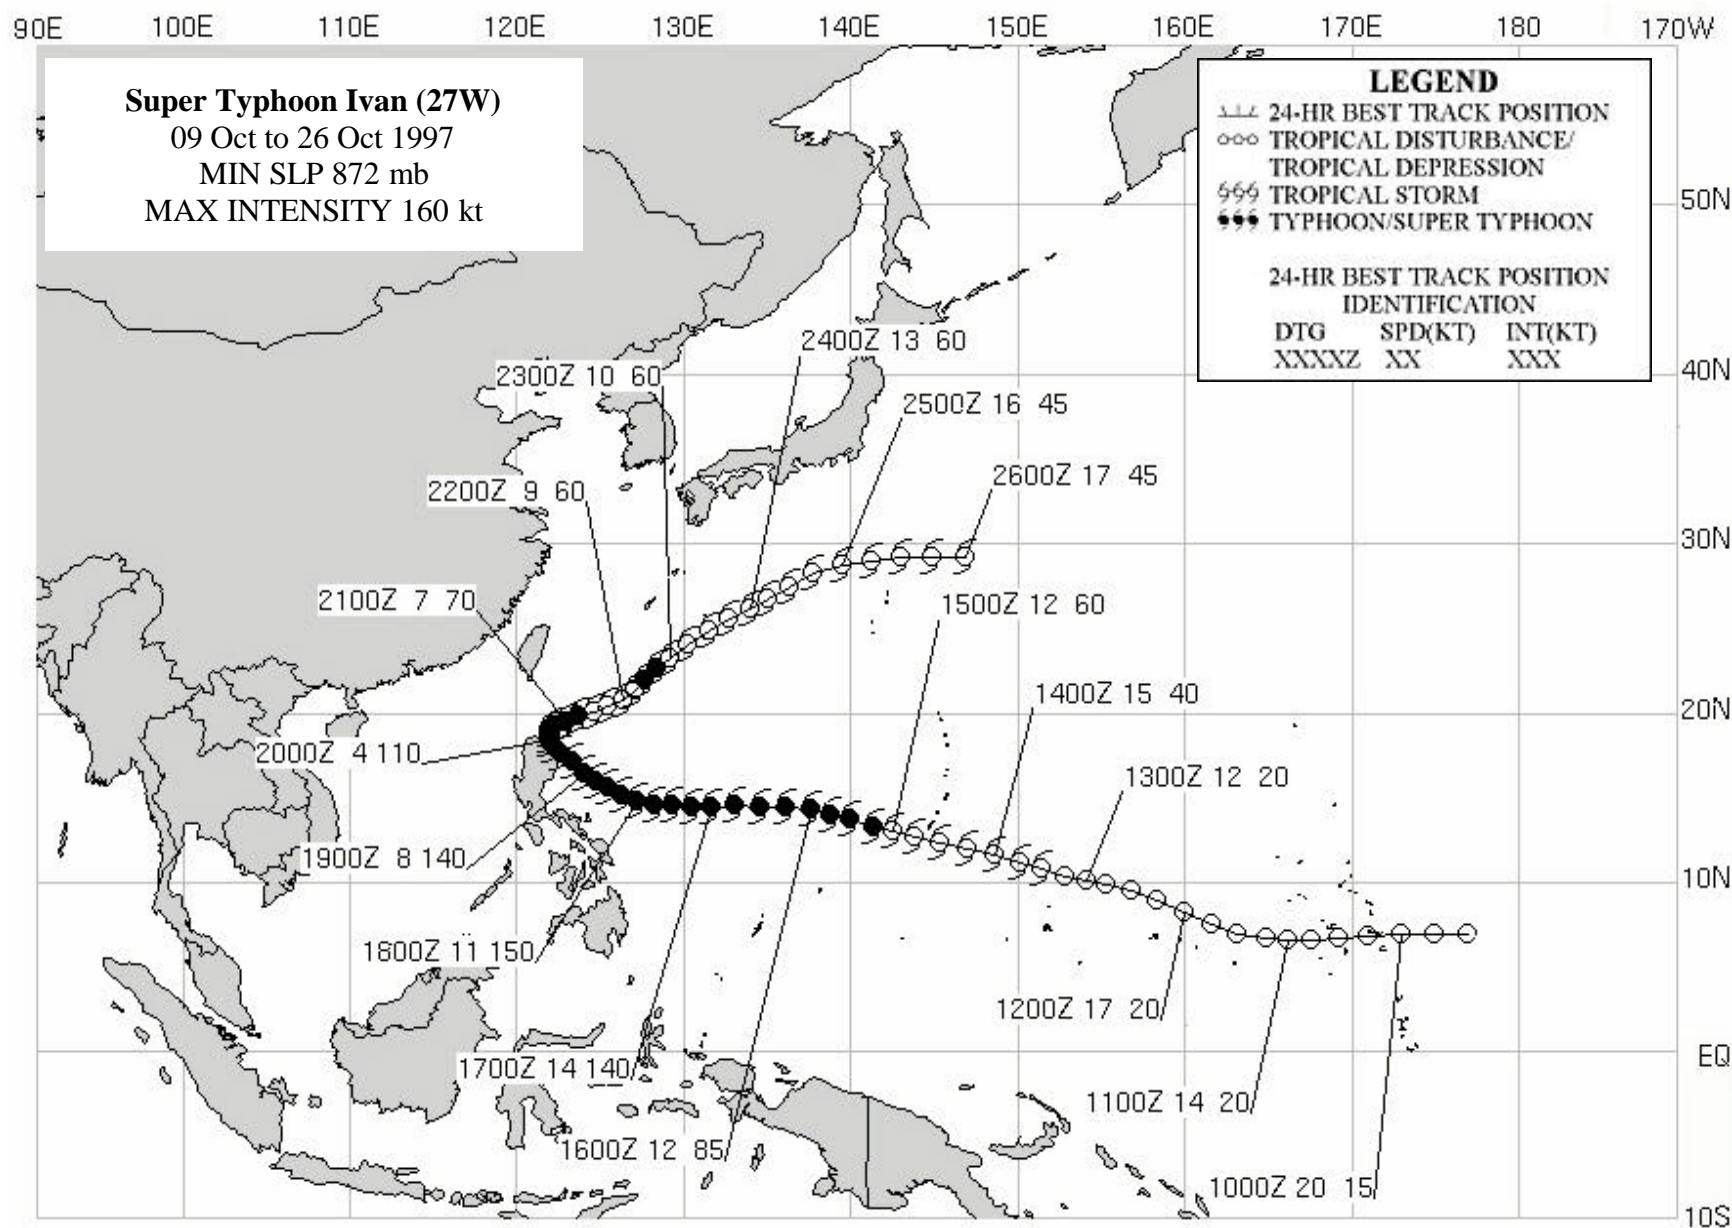 90E 100E 110E 120E 130E 140E 150E 160E 170E 180 170W
Super Typhoon Ivan (27W)
09 Oct to 26 Oct 1997
MIN SLP 872 mb
MAX INTENSITY 160 kt
LEGEND
24-HR BEST TRACK POSITION
TROPICAL DISTURBANCE/
TROPICAL DEPRESSION
TROPICAL STORM
TYPHOON/SUPER TYPHOON
24-HR BEST TRACK POSITION
IDENTIFICATION
DTG SPD(KT) INT(KT)
XXXXZ XX XXX
50N
2400Z 13 60
2300Z 10 60
40N
2500Z 16 45
2600Z 17 45
2200Z 9 60
30N
2100Z 7 70
1500Z 12 60
1400Z 15 40
20N
2000Z 4 110
1300Z 12 20
1900Z 8 140
10N
1800Z 11 150
1200Z 17 20
EQ
1700Z 14 140
1100Z 14 20
1600Z 12 85
1000Z 20 15
10S